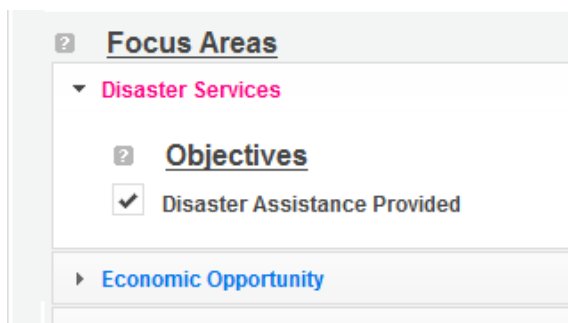 ? Focus Areas
Disaster Services
? Objectives
Disaster Assistance Provided
Economic Opportunity